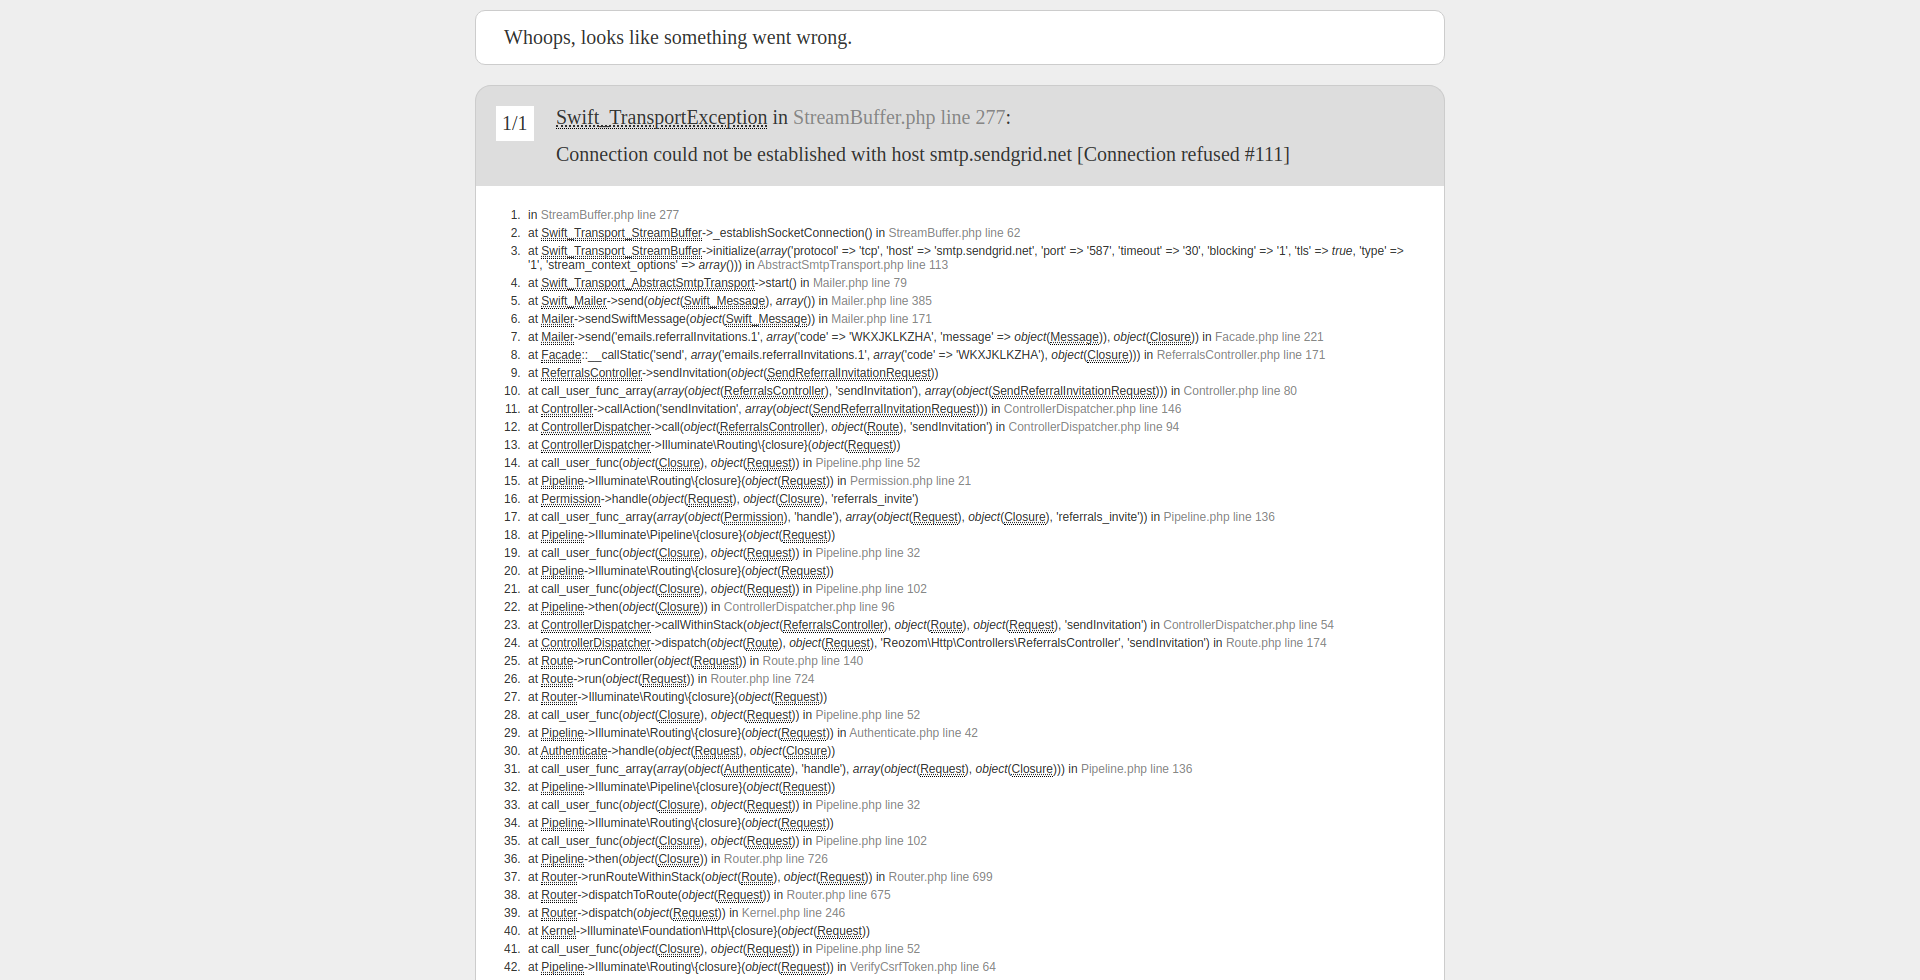 Whoops, looks like something went wrong.
1/1
Swift_TransportException in StreamBuffer.php line 277:
Connection could not be established with host smtp.sendgrid.net [Connection refused #111]
1. in StreamBuffer.php line 277
2. at Swift_Transport_StreamBuffer->_establishSocketConnection() in StreamBuffer.php line 62
3. at Swift_Transport_StreamBuffer->initialize(array('protocol' => 'tcp', 'host' => 'smtp.sendgrid.net', 'port' => '587', 'timeout' => '30', 'blocking' => '1', 'tls' => true, 'type' =>
'1', 'stream_context_options' => array())) in AbstractSmtpTransport.php line 113
4. at Swift_Transport_AbstractSmtpTransport->start() in Mailer.php line 79
5. at Swift_Mailer->send(object(Swift_Message), array()) in Mailer.php line 385
6. at Mailer->sendSwiftMessage(object(Swift_Message)) in Mailer.php line 171
7. at Mailer->send('emails.referralInvitations.1', array('code' => 'WKXJKLKZHA', 'message' => object(Message)), object(Closure)) in Facade.php line 221
8. at Facade::__callStatic('send', array('emails.referralInvitations.1', array('code' => 'WKXJKLKZHA'), object(Closure))) in ReferralsController.php line 171
9. at ReferralsController->sendInvitation(object(SendReferralInvitationRequest))
10. at call_user_func_array(array(object(ReferralsController), 'sendInvitation'), array(object(SendReferralInvitationRequest))) in Controller.php line 80
11. at Controller->callAction('sendInvitation', array(object(SendReferralInvitationRequest))) in ControllerDispatcher.php line 146
12. at ControllerDispatcher->call(object(ReferralsController), object(Route), 'sendInvitation') in ControllerDispatcher.php line 94
13. at ControllerDispatcher->Illuminate\Routing\{closure}(object(Request))
14. at call_user_func(object(Closure), object(Request)) in Pipeline.php line 52
15. at Pipeline->Illuminate\Routing\{closure}(object(Request)) in Permission.php line 21
16. at Permission->handle(object(Request), object(Closure), 'referrals_invite')
17. at call_user_func_array(array(object(Permission), 'handle'), array(object(Request), object(Closure), 'referrals_invite')) in Pipeline.php line 136
18. at Pipeline->Illuminate\Pipeline\{closure}(object(Request))
19. at call_user_func(object(Closure), object(Request)) in Pipeline.php line 32
20. at Pipeline->Illuminate\Routing\{closure}(object(Request))
21. at call_user_func(object(Closure), object(Request)) in Pipeline.php line 102
22. at Pipeline->then(object(Closure)) in ControllerDispatcher.php line 96
23. at ControllerDispatcher->callWithinStack(object(ReferralsController), object(Route), object(Request), 'sendInvitation') in ControllerDispatcher.php line 54
24. at ControllerDispatcher->dispatch(object(Route), object(Request), 'Reozom\Http\Controllers\ReferralsController', 'sendInvitation') in Route.php line 174
25. at Route->runController(object(Request)) in Route.php line 140
26. at Route->run(object(Request)) in Router.php line 724
27. at Router->Illuminate\Routing\{closure}(object(Request))
28. at call_user_func(object(Closure), object(Request)) in Pipeline.php line 52
29. at Pipeline->Illuminate\Routing\{closure}(object(Request)) in Authenticate.php line 42
30. at Authenticate->handle(object(Request), object(Closure))
31. at call_user_func_array(array(object(Authenticate), 'handle'), array(object(Request), object(Closure))) in Pipeline.php line 136
32. at Pipeline->Illuminate\Pipeline\{closure}(object(Request))
33. at call_user_func(object(Closure), object(Request)) in Pipeline.php line 32
34. at Pipeline->Illuminate\Routing\{closure}(object(Request))
35. at call_user_func(object(Closure), object(Request)) in Pipeline.php line 102
36. at Pipeline->then(object(Closure)) in Router.php line 726
37. at Router->runRouteWithinStack(object(Route), object(Request)) in Router.php line 699
38. at Router->dispatchToRoute(object(Request)) in Router.php line 675
39. at Router->dispatch(object(Request)) in Kernel.php line 246
40. at Kernel->Illuminate\Foundation\Http\{closure}(object(Request))
41. at call_user_func(object(Closure), object(Request)) in Pipeline.php line 52
42. at Pipeline->Illuminate\Routing\{closure}(object(Request)) in VerifyCsrfToken.php line 64